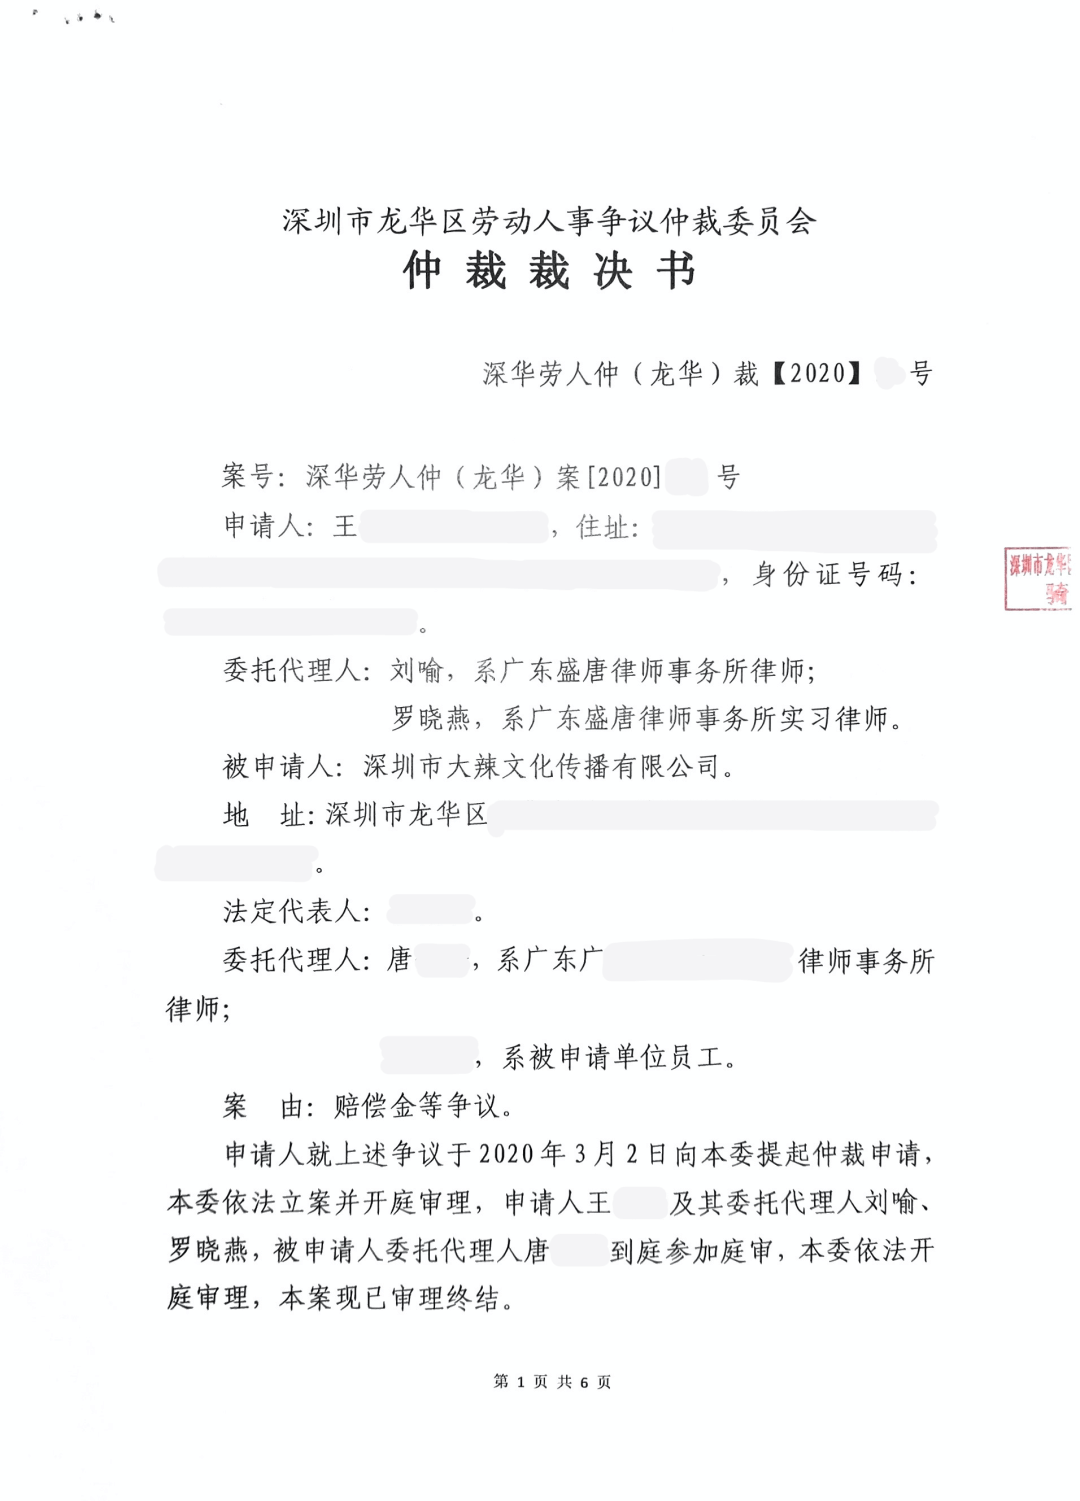 深圳市龙华区劳动人事争议仲裁委员会
仲裁裁决书
深华劳人仲（龙华）裁【2020】 号
案号：深华劳人仲（龙华）案[2020] 号
申请人：王 ，住址：
，身份证号码：
。
委托代理人：刘喻，系广东盛唐律师事务所律师；
罗晓燕，系广东盛唐律师事务所实习律师。
被申请人：深圳市大辣文化传播有限公司。
地 址：深圳市龙华区
。
法定代表人： 。
委托代理人：唐 ，系广东广 律师事务所
律师；
，系被申请单位员工。
案 由：赔偿金等争议。
申请人就上述争议于2020年3月2日向本委提起仲裁申请，
本委依法立案并开庭审理，申请人王 及其委托代理人刘喻、
罗晓燕，被申请人委托代理人唐 到庭参加庭审，本委依法开
庭审理，本案现已审理终结。
第 1 页 共 6 页
深圳市龙华
骑